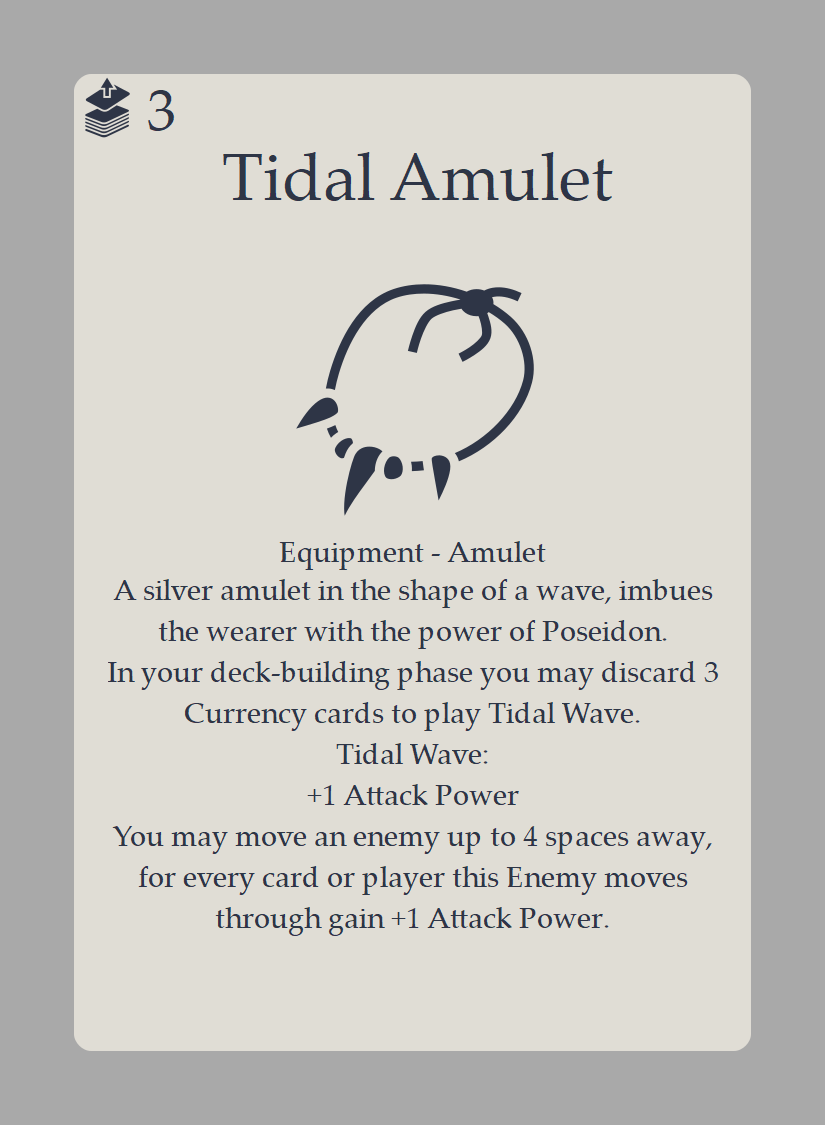 3
Tidal Amulet
Equipment - Amulet
A silver amulet in the shape of a wave, imbues
the wearer with the power of Poseidon.
In your deck-building phase you may discard 3
Currency cards to play Tidal Wave.
Tidal Wave:
+1 Attack Power
You may move an enemy up to 4 spaces away,
for every card or player this Enemy moves
through gain +1 Attack Power.